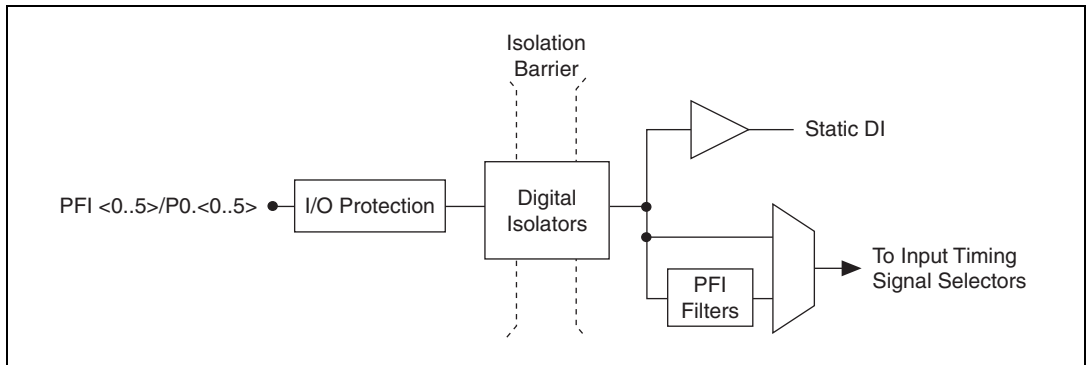 Isolation
Barrier
Static DI
PFI <0..5>/P0.<0..5>
I/O Protection
Digital
Isolators
PFI
Filters
To Input Timing
Signal Selectors